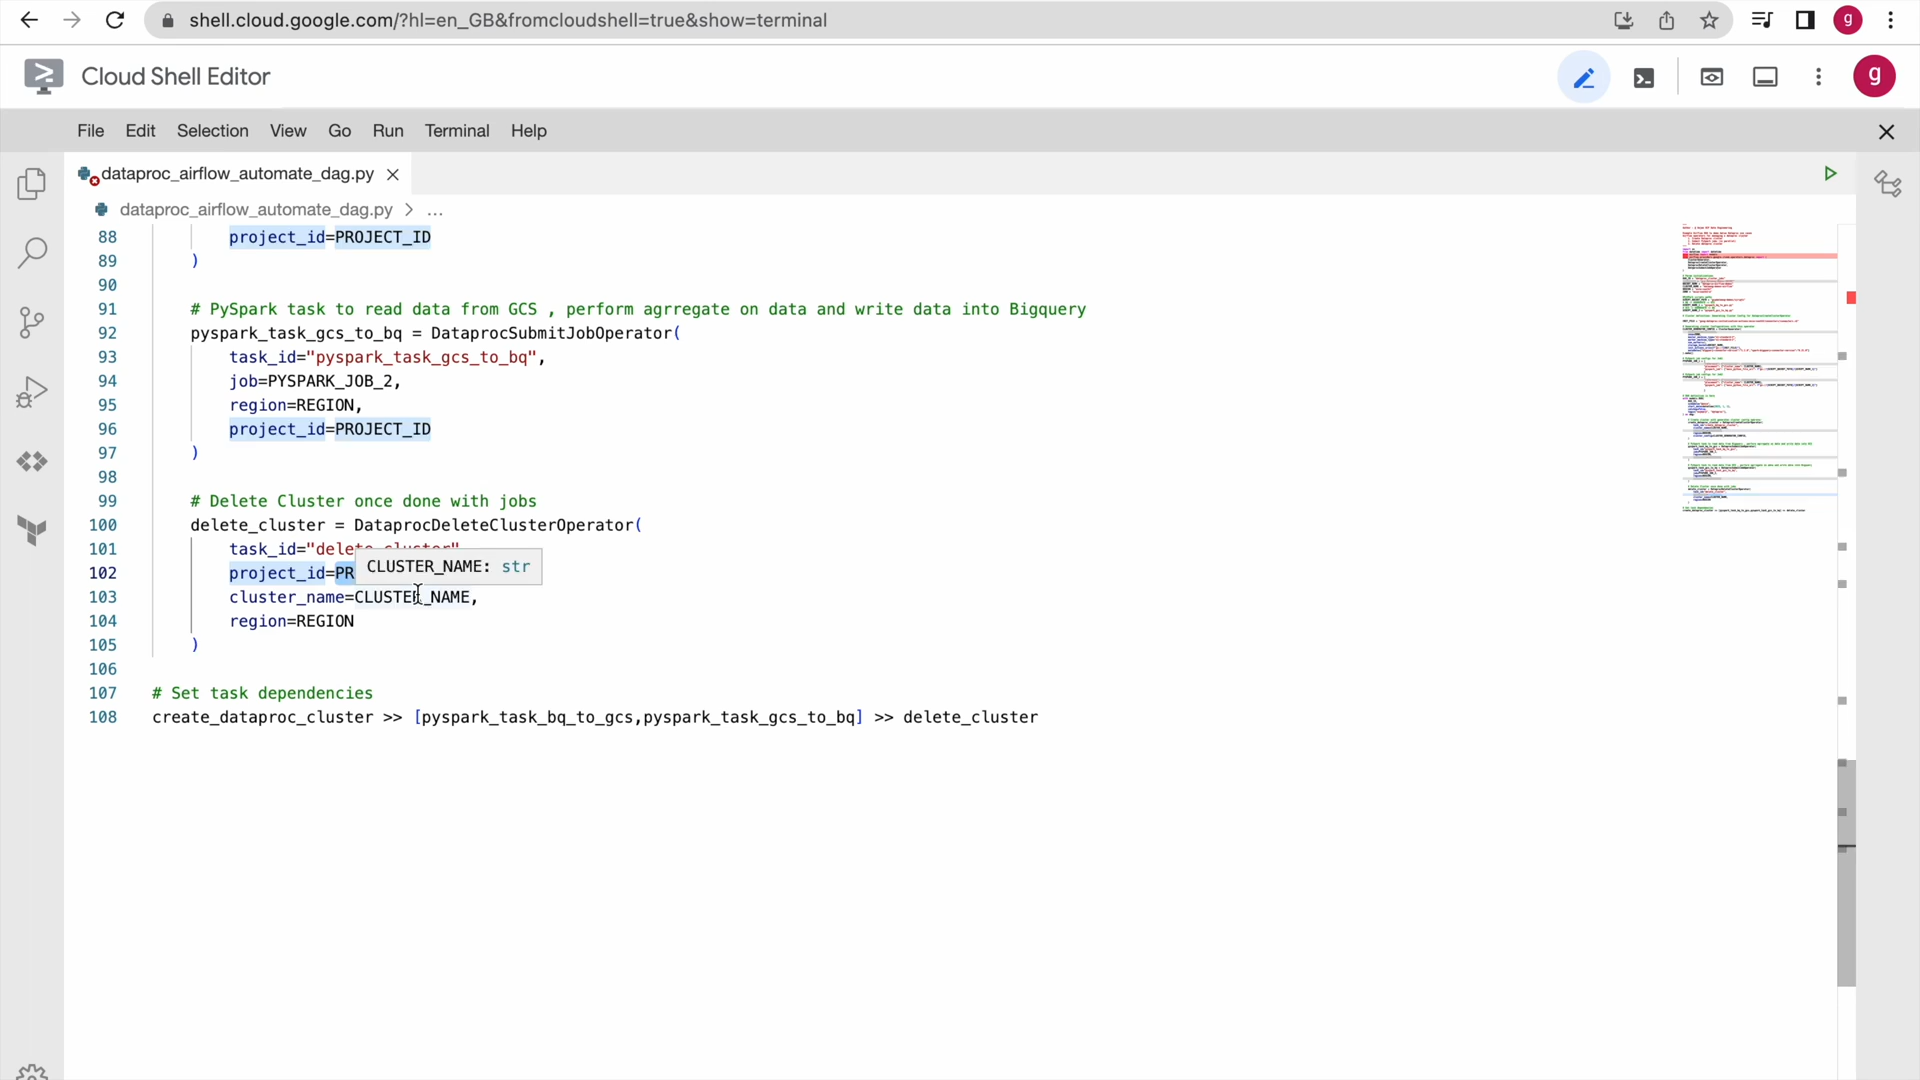 shell.cloud.google.com/?hl=en_GB&fromcloudshell=true&show=terminal
g
Cloud Shell Editor
g
File Edit Selection View Go Run Terminal Help
dataproc_airflow_automate_dag.py
dataproc_airflow_automate_dag.py > ...
88 project_id=PROJECT_ID
89 )
90
91 # PySpark task to read data from GCS , perform agrregate on data and write data into Bigquery
92 pyspark_task_gcs_to_bq = DataprocSubmitJobOperator(
93 task_id="pyspark_task_gcs_to_bq",
94 job=PYSPARK_JOB_2,
95 region=REGION,
96 project_id=PROJECT_ID
97 )
98
99 # Delete Cluster once done with jobs
100 delete_cluster = DataprocDeleteClusterOperator(
101 task_id="delete_cluster"
102 project_id=PR
CLUSTER_NAME: str
103 cluster_name=CLUSTER_NAME,
104 region=REGION
105 )
106
107 # Set task dependencies
108 create_dataproc_cluster >> [pyspark_task_bq_to_gcs,pyspark_task_gcs_to_bq] >> delete_cluster